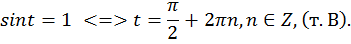 sint = 1 <=> t = π/2 + 2πn, n ∈ Z, (т. В).